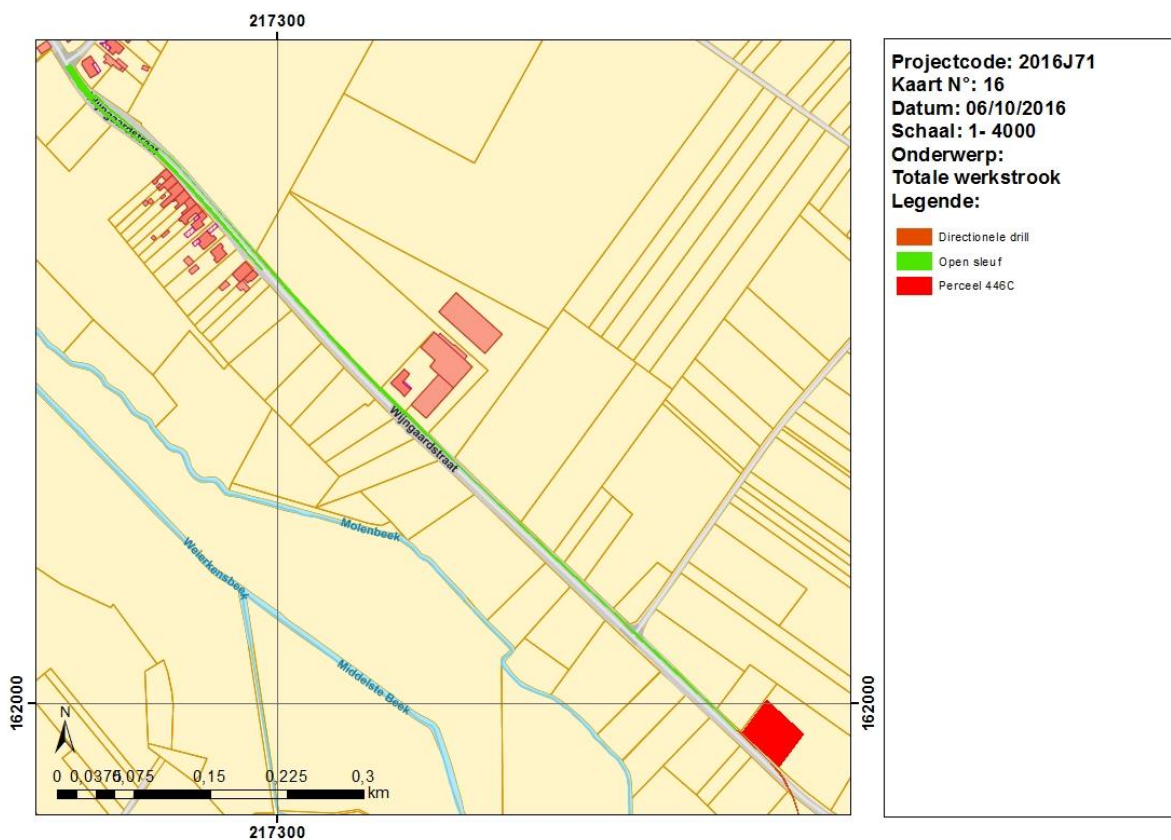 217300
Projectcode: 2016J71
Kaart N°: 16
Datum: 06/10/2016
Schaal: 1- 4000
Onderwerp:
Totale werkstrook
Legende:
Directionele drill
Open sleuf
Perceel 446C
Wijngaardstraat
Wijngaardstraat
Molenbeek
Weierkensbeek
Middelste Beek
162000
162000
N
0 0,0375 0,075 0,15 0,225 0,3
km
217300